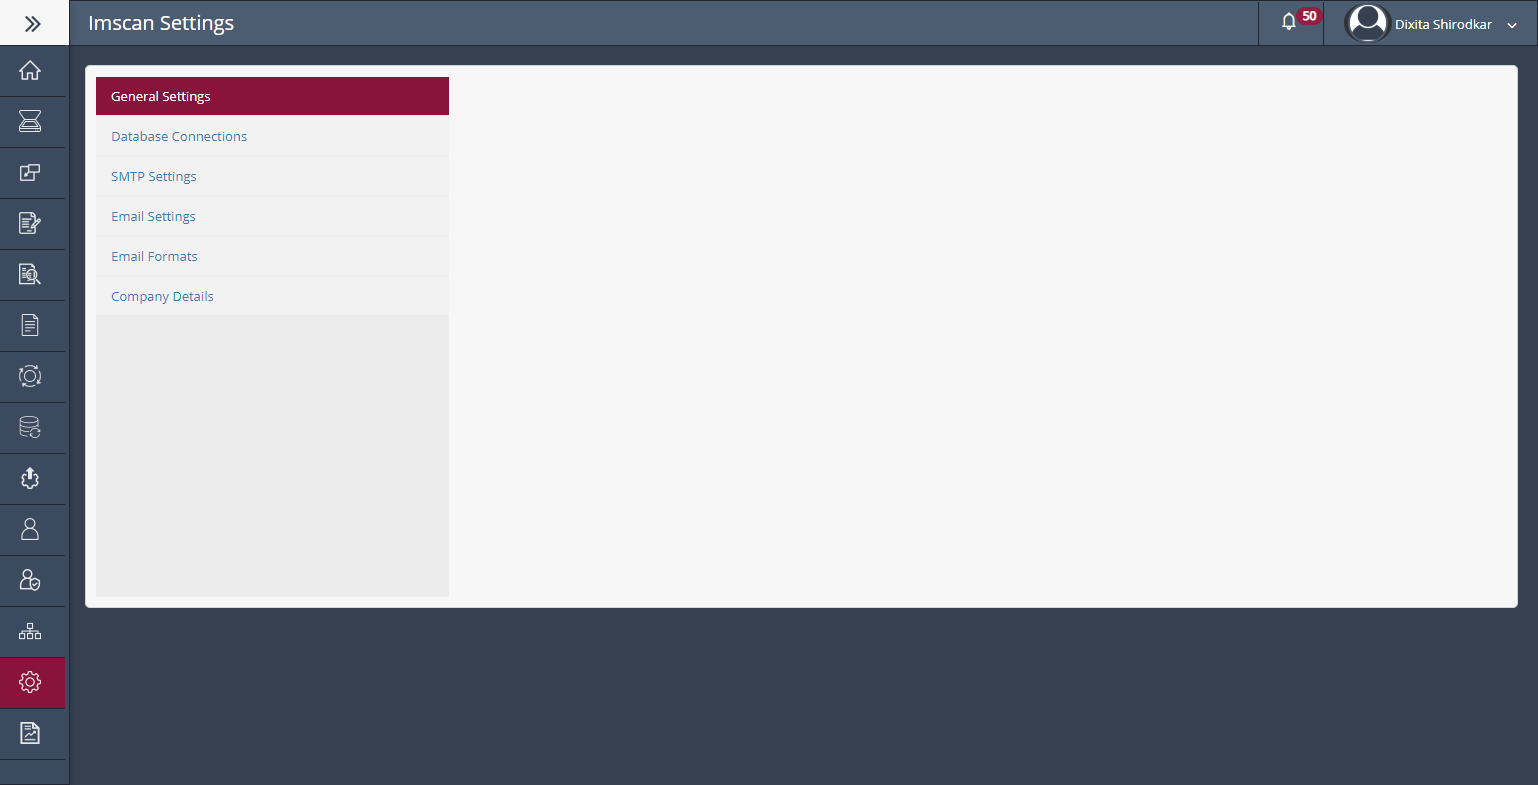 Imscan Settings
50
Dixita Shirodkar
General Settings
Database Connections
SMTP Settings
Email Settings
Email Formats
Company Details